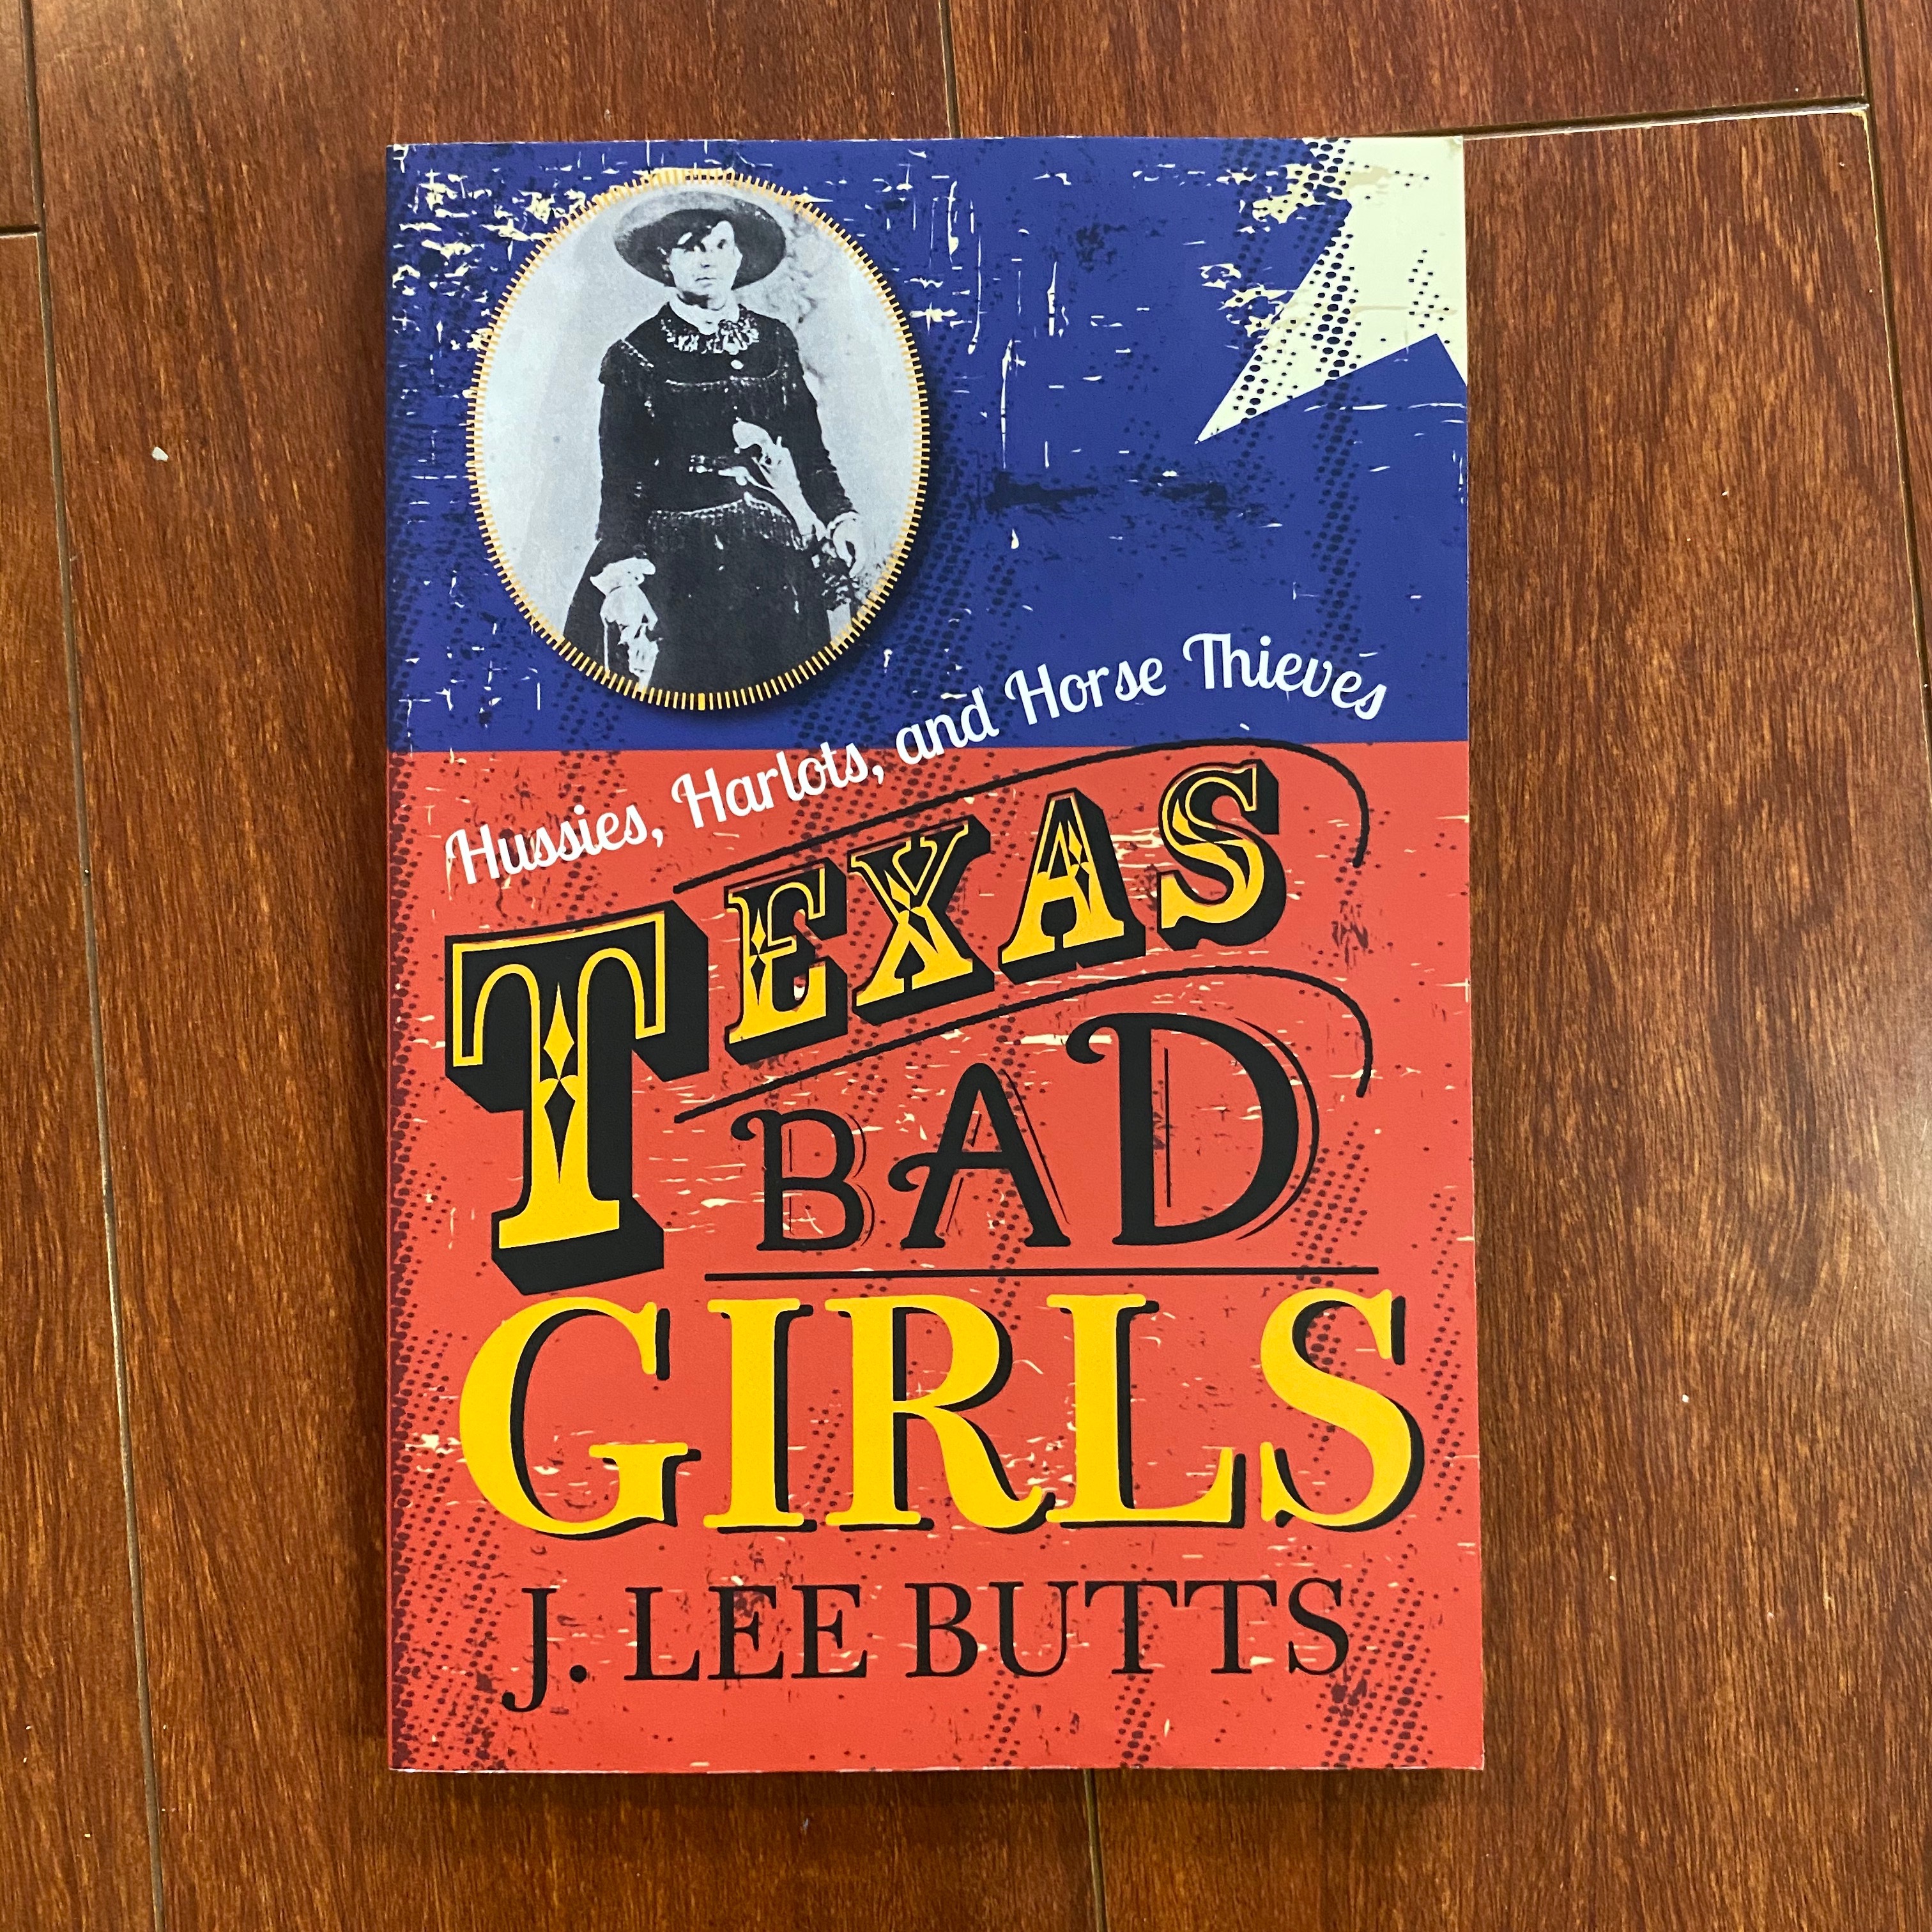 Hussies, Harlots, and Horse Thieves
TEXAS
BAD
GIRLS
J. LEE BUTTS